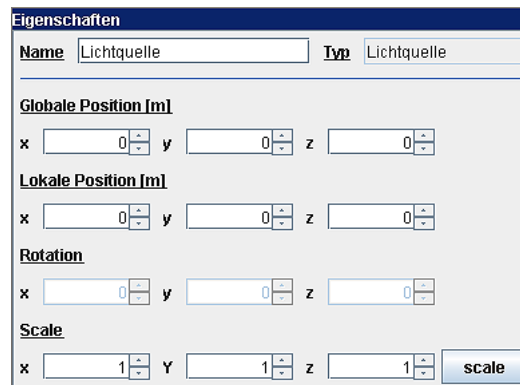 Eigenschaften
Name Lichtquelle Typ Lichtquelle
Globale Position [m]
x 0 y 0 z 0
Lokale Position [m]
x 0 y 0 z 0
Rotation
x 0 y 0 z 0
Scale
x 1 Y 1 z 1 scale